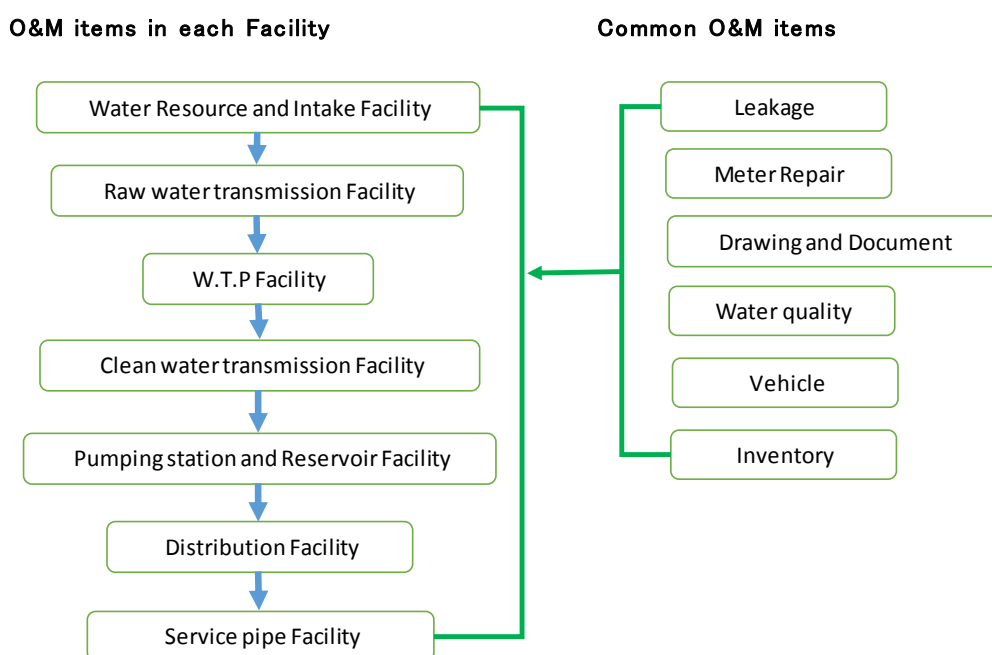 O&M items in each Facility
Water Resource and Intake Facility
Raw water transmission Facility
W.T.P Facility
Clean water transmission Facility
Pumping station and Reservoir Facility
Distribution Facility
Service pipe Facility
Common O&M items
Leakage
Meter Repair
Drawing and Document
Water quality
Vehicle
Inventory